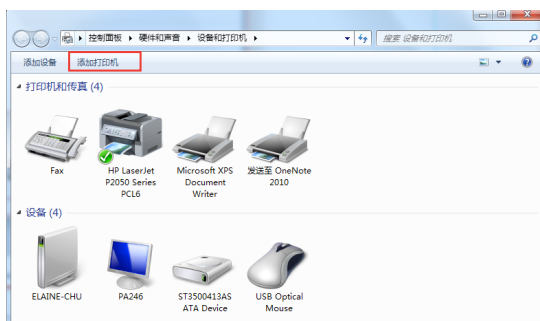 控制面板 ▸ 硬件和声音 ▸ 设备和打印机 ▸
搜索 设备和打印机
添加设备 添加打印机
打印机和传真 (4)
Fax
HP LaserJet
P2050 Series
PCL6
Microsoft XPS
Document
Writer
发送至 OneNote
2010
设备 (4)
ELAINE-CHU
PA246
ST3500413AS
ATA Device
USB Optical
Mouse